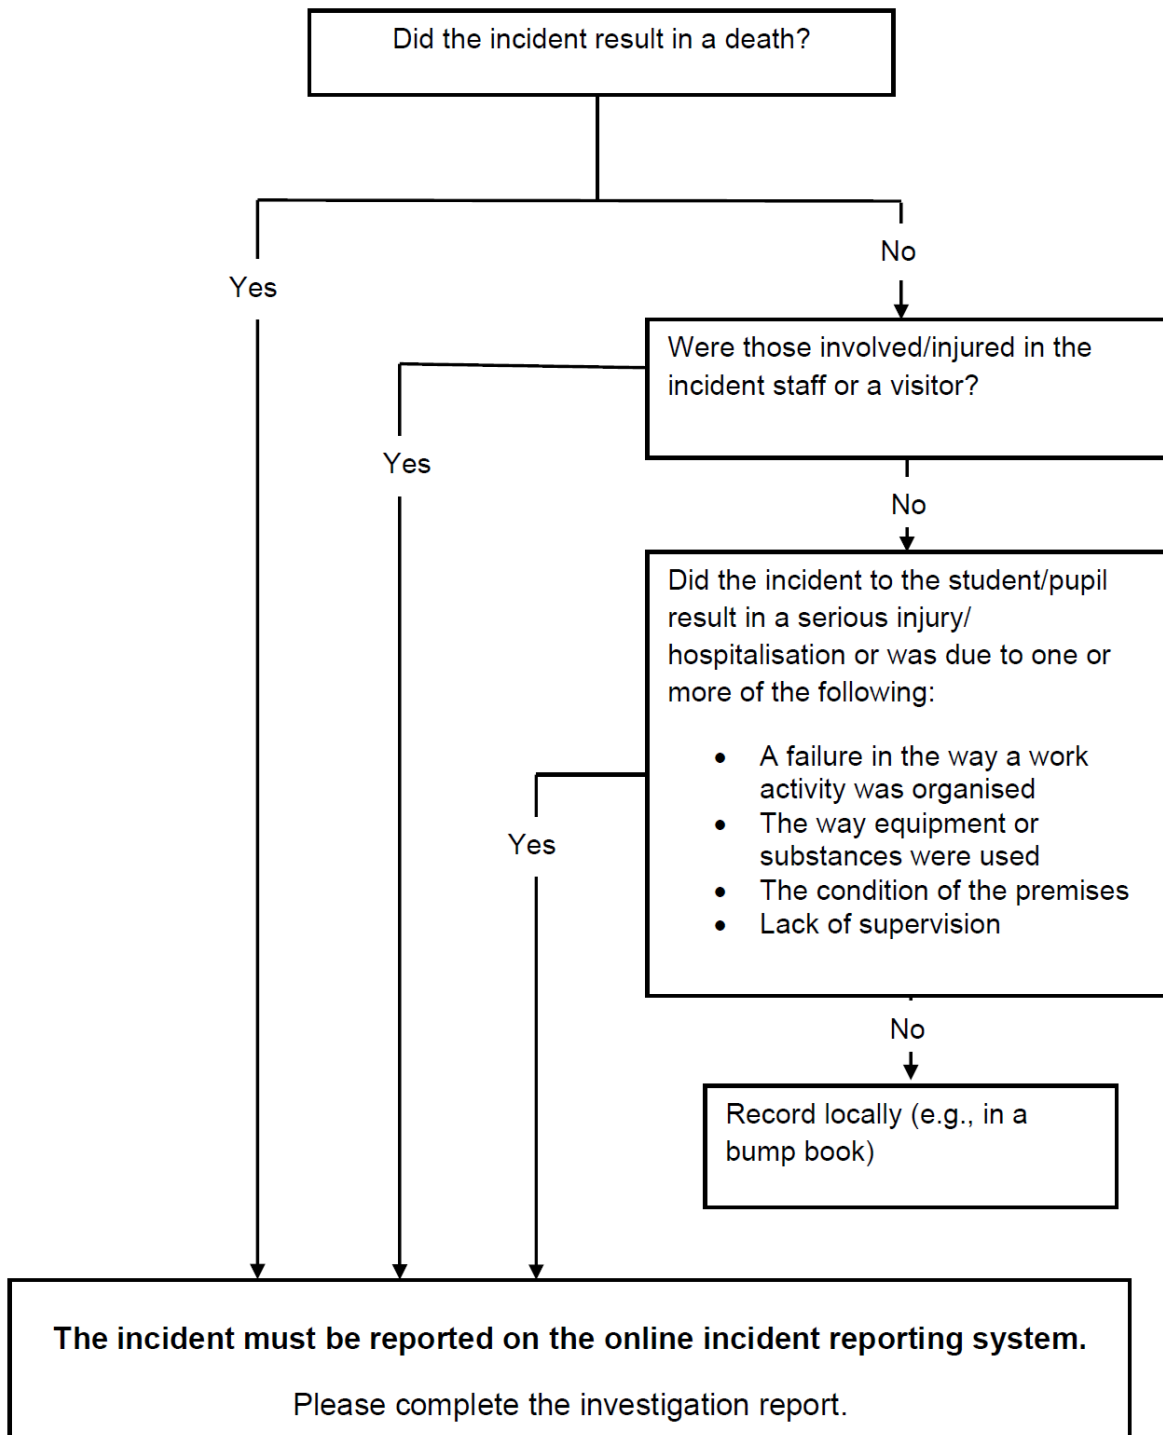 Did the incident result in a death?
Yes
No
Were those involved/injured in the
incident staff or a visitor?
Yes
No
Did the incident to the student/pupil
result in a serious injury/
hospitalisation or was due to one or
more of the following:
• A failure in the way a work
activity was organised
• The way equipment or
substances were used
• The condition of the premises
• Lack of supervision
Yes
No
Record locally (e.g., in a
bump book)
The incident must be reported on the online incident reporting system.
Please complete the investigation report.